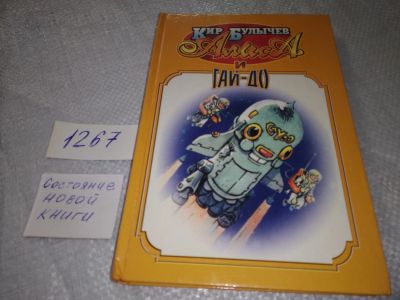 Кир Булычев
Алиса
и
ГАЙ-ДО
1267
Состояние
новой
книги